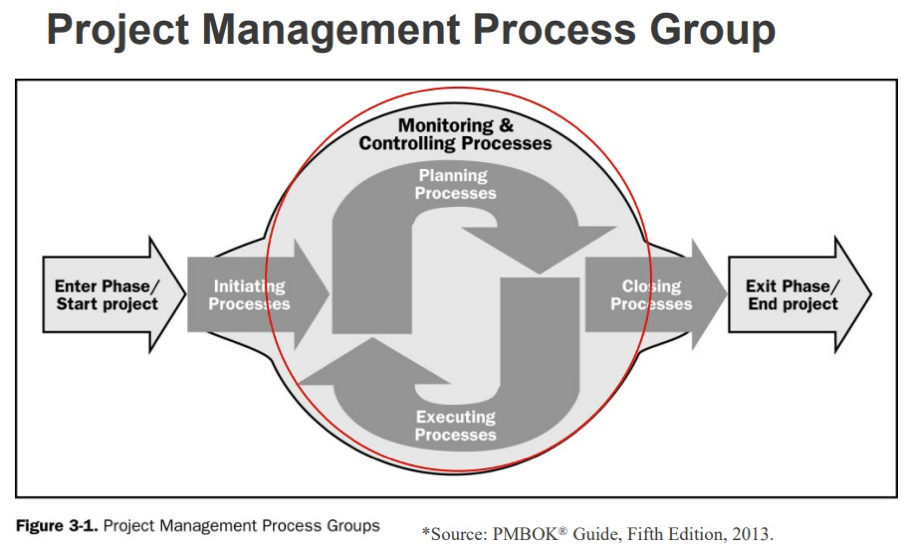 Project Management Process Group
Monitoring &
Controlling Processes
Planning
Processes
Enter Phase/
Start project
Initiating
Processes
Closing
Processes
Exit Phase/
End project
Executing
Processes
Figure 3-1. Project Management Process Groups
*Source: PMBOK® Guide, Fifth Edition, 2013.